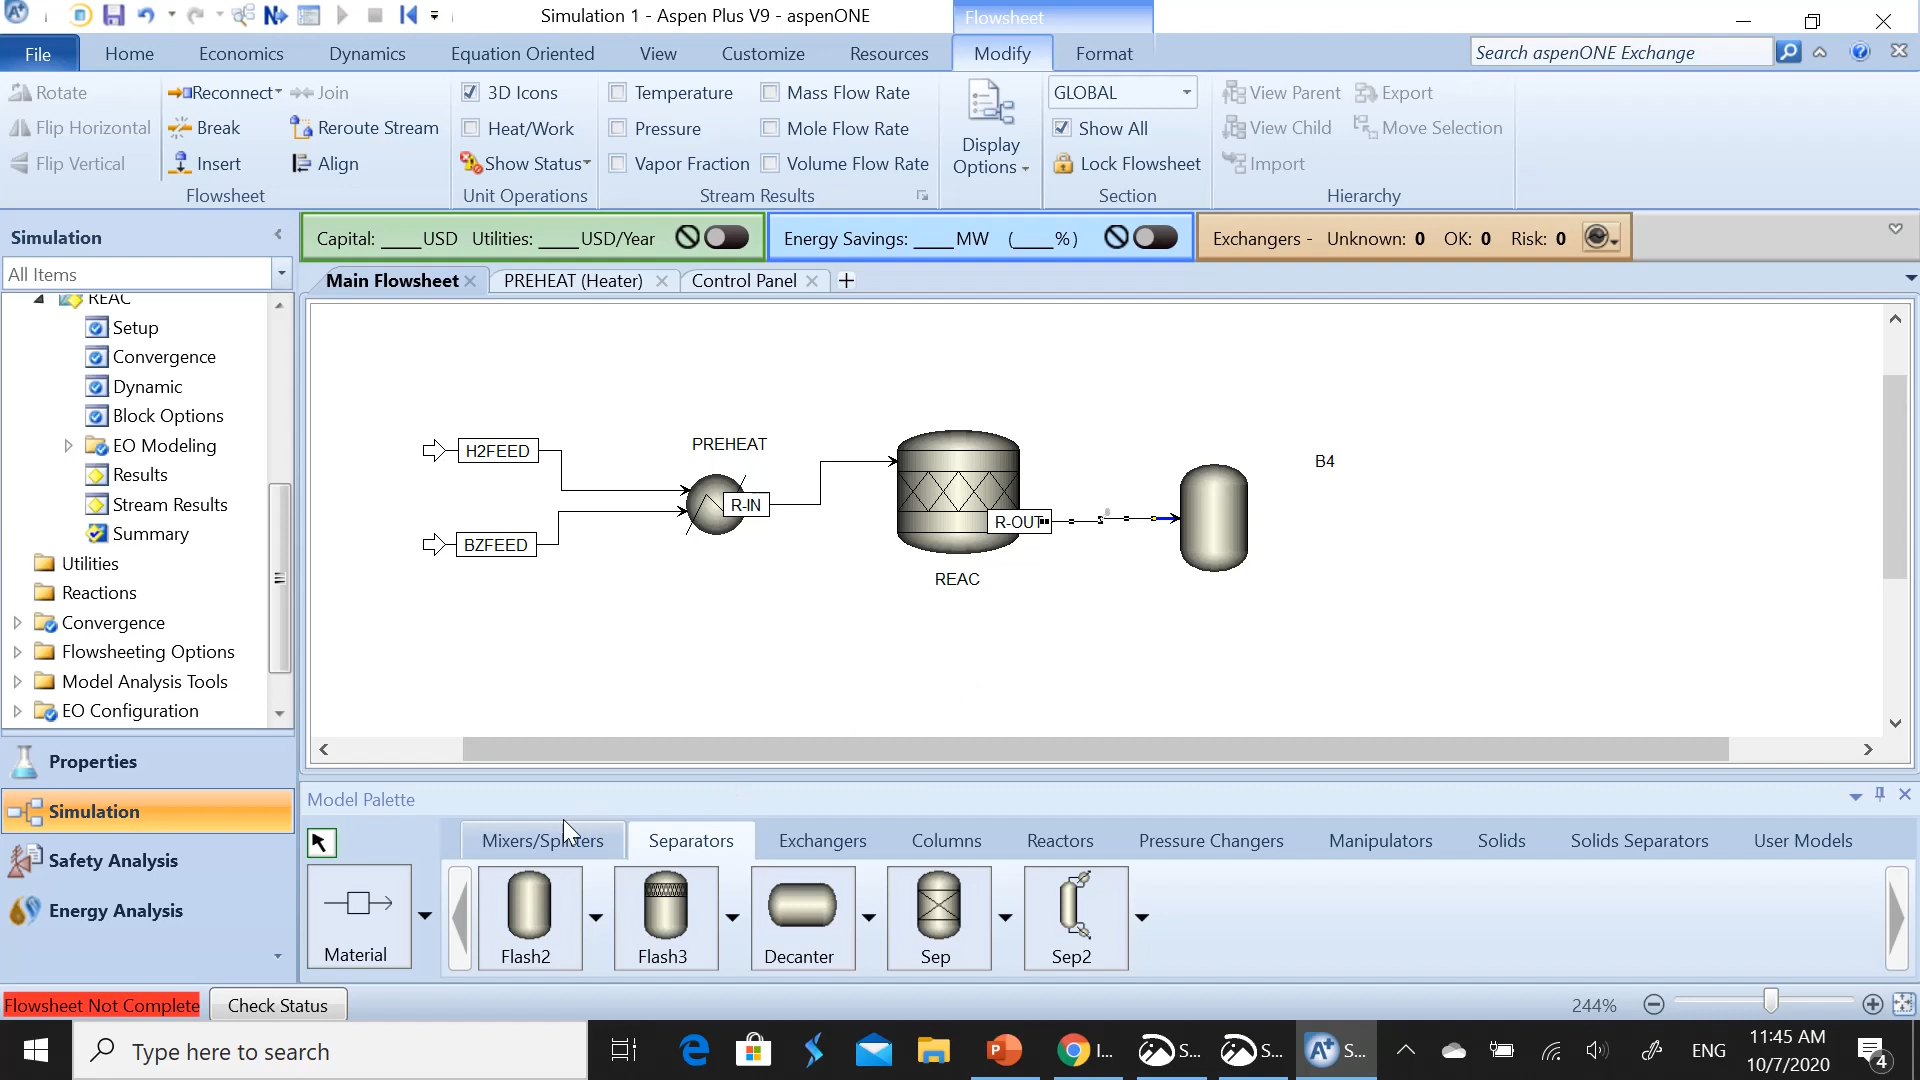 Simulation 1 - Aspen Plus V9 - aspenONE
Flowsheet
File Home Economics Dynamics Equation Oriented View Customize Resources Modify Format
Search aspenONE Exchange
Rotate
Flip Horizontal
Flip Vertical
Reconnect
Break
Insert
Join
Reroute Stream
Align
Flowsheet
3D Icons
Heat/Work
Show Status
Unit Operations
Temperature
Pressure
Vapor Fraction
Mass Flow Rate
Mole Flow Rate
Volume Flow Rate
Stream Results
Display
Options
GLOBAL
Show All
Lock Flowsheet
Section
View Parent
View Child
Import
Export
Move Selection
Hierarchy
Simulation
All Items
Capital: ____USD Utilities: ____USD/Year
Energy Savings: ____MW (____%)
Exchangers - Unknown: 0 OK: 0 Risk: 0
Main Flowsheet PREHEAT (Heater) Control Panel
REAC
Setup
Convergence
Dynamic
Block Options
EO Modeling
Results
Stream Results
Summary
Utilities
Reactions
Convergence
Flowsheeting Options
Model Analysis Tools
EO Configuration
Properties
Simulation
Safety Analysis
Energy Analysis
H2FEED
BZFEED
PREHEAT
R-IN
R-OUT
REAC
B4
Model Palette
Mixers/Splitters Separators Exchangers Columns Reactors Pressure Changers Manipulators Solids Solids Separators User Models
Material
Flash2
Flash3
Decanter
Sep
Sep2
Flowsheet Not Complete
Check Status
244%
Type here to search
I...
S...
S...
S...
ENG
11:45 AM
10/7/2020
4